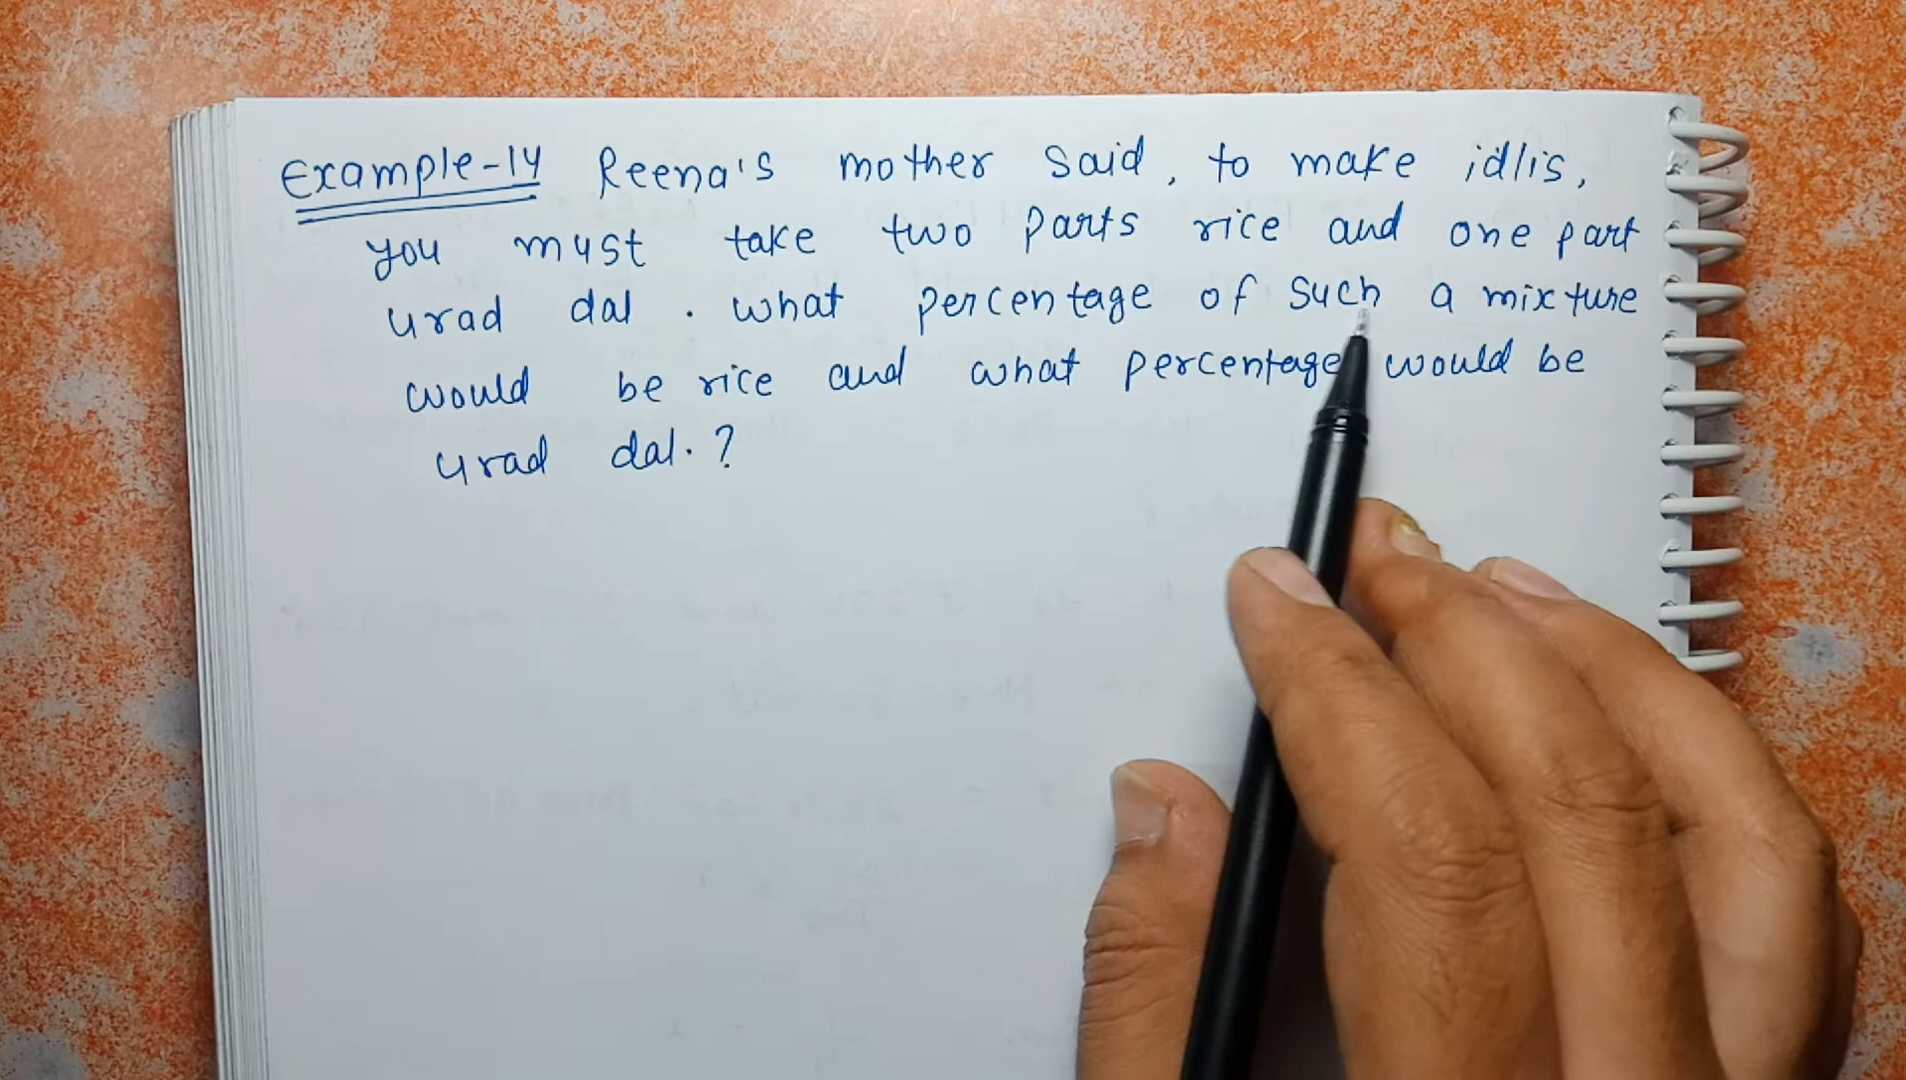 Example-14 Reena's mother said, to make idlis,
you must take two parts rice and one part
urad dal. what percentage of such a mixture
would be rice and what percentage would be
urad dal.?